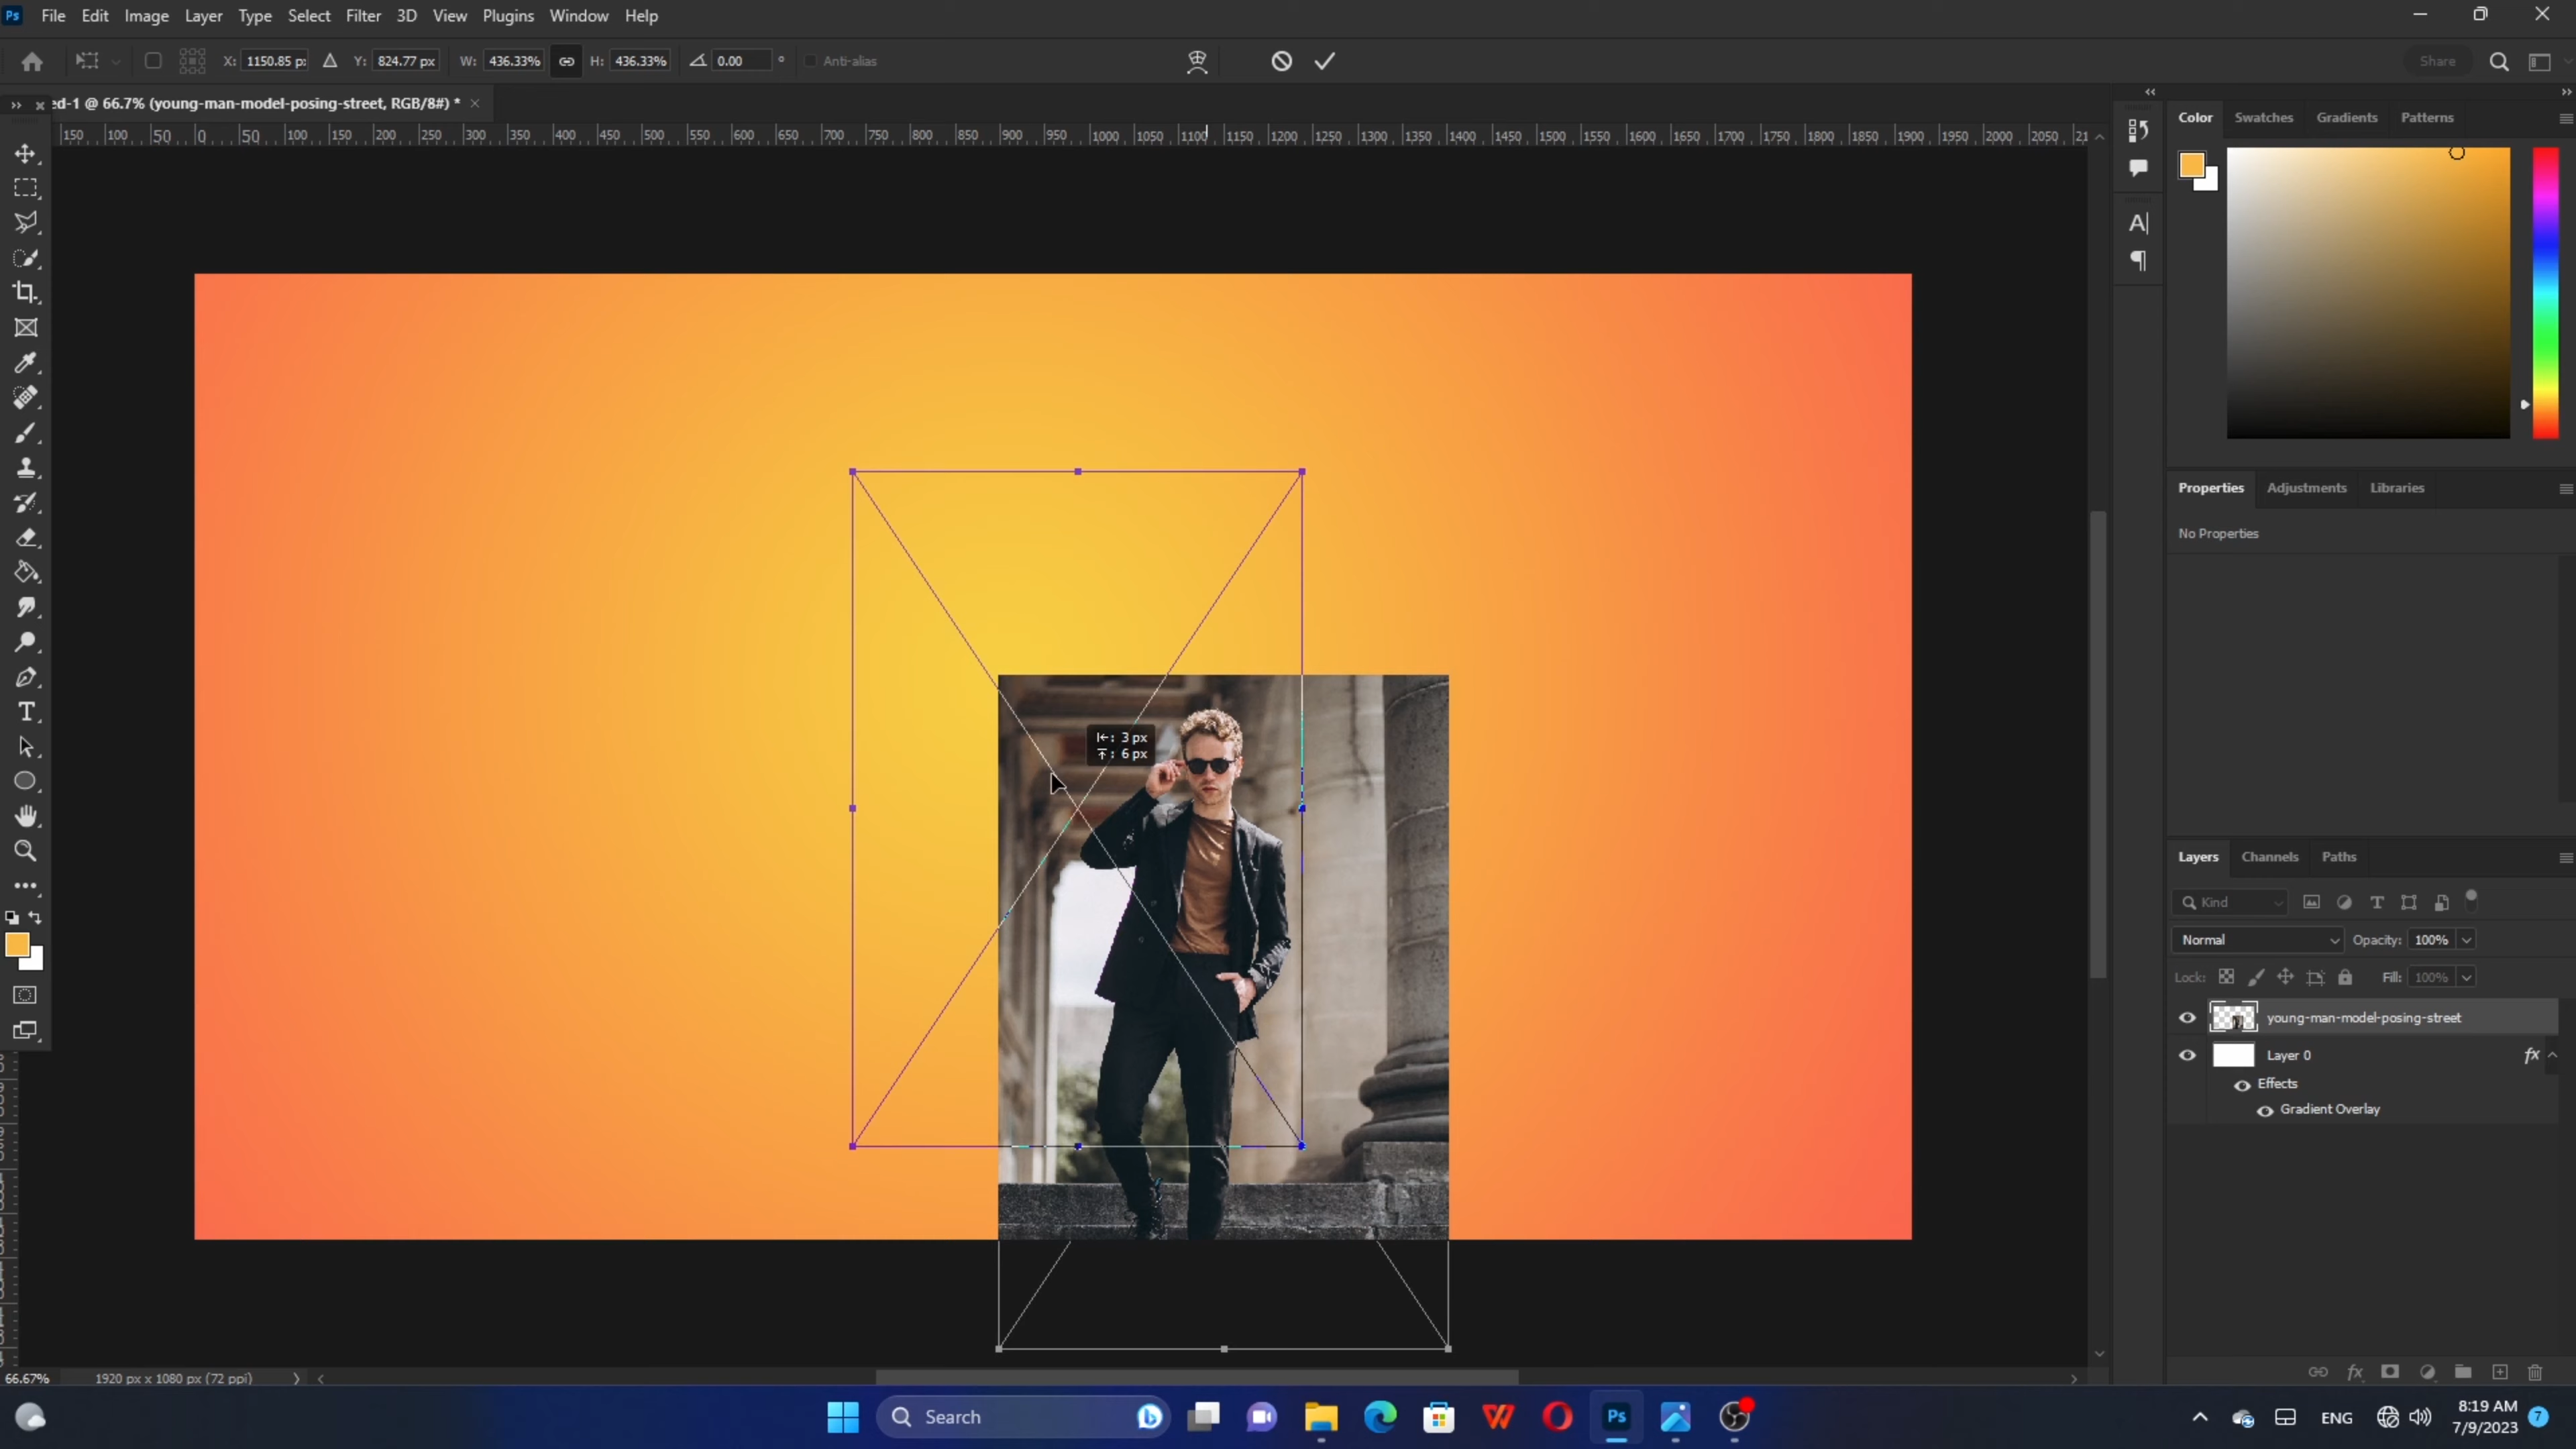 Ps File Edit Image Layer Type Select Filter 3D View Plugins Window Help
X: 1150.85 p Y: 824.77 px W: 436.33% H: 436.33% 0.00 ° Anti-alias Share
ed-1 @ 66.7% (young-man-model-posing-street, RGB/8#) *
150 100 50 0 50 100 150 200 250 300 350 400 450 500 550 600 650 700 750 800 850 900 950 1000 1050 1100 1150 1200 1250 1300 1350 1400 1450 1500 1550 1600 1650 1700 1750 1800 1850 1900 1950 2000 2050 21
Color Swatches Gradients Patterns
Properties Adjustments Libraries
No Properties
: 3 px
: 6 px
Layers Channels Paths
Kind
Normal Opacity: 100%
Lock: Fill: 100%
young-man-model-posing-street
Layer 0 fx
Effects
Gradient Overlay
66.67% 1920 px x 1080 px (72 ppi)
Search Ps ENG 8:19 AM 7
7/9/2023